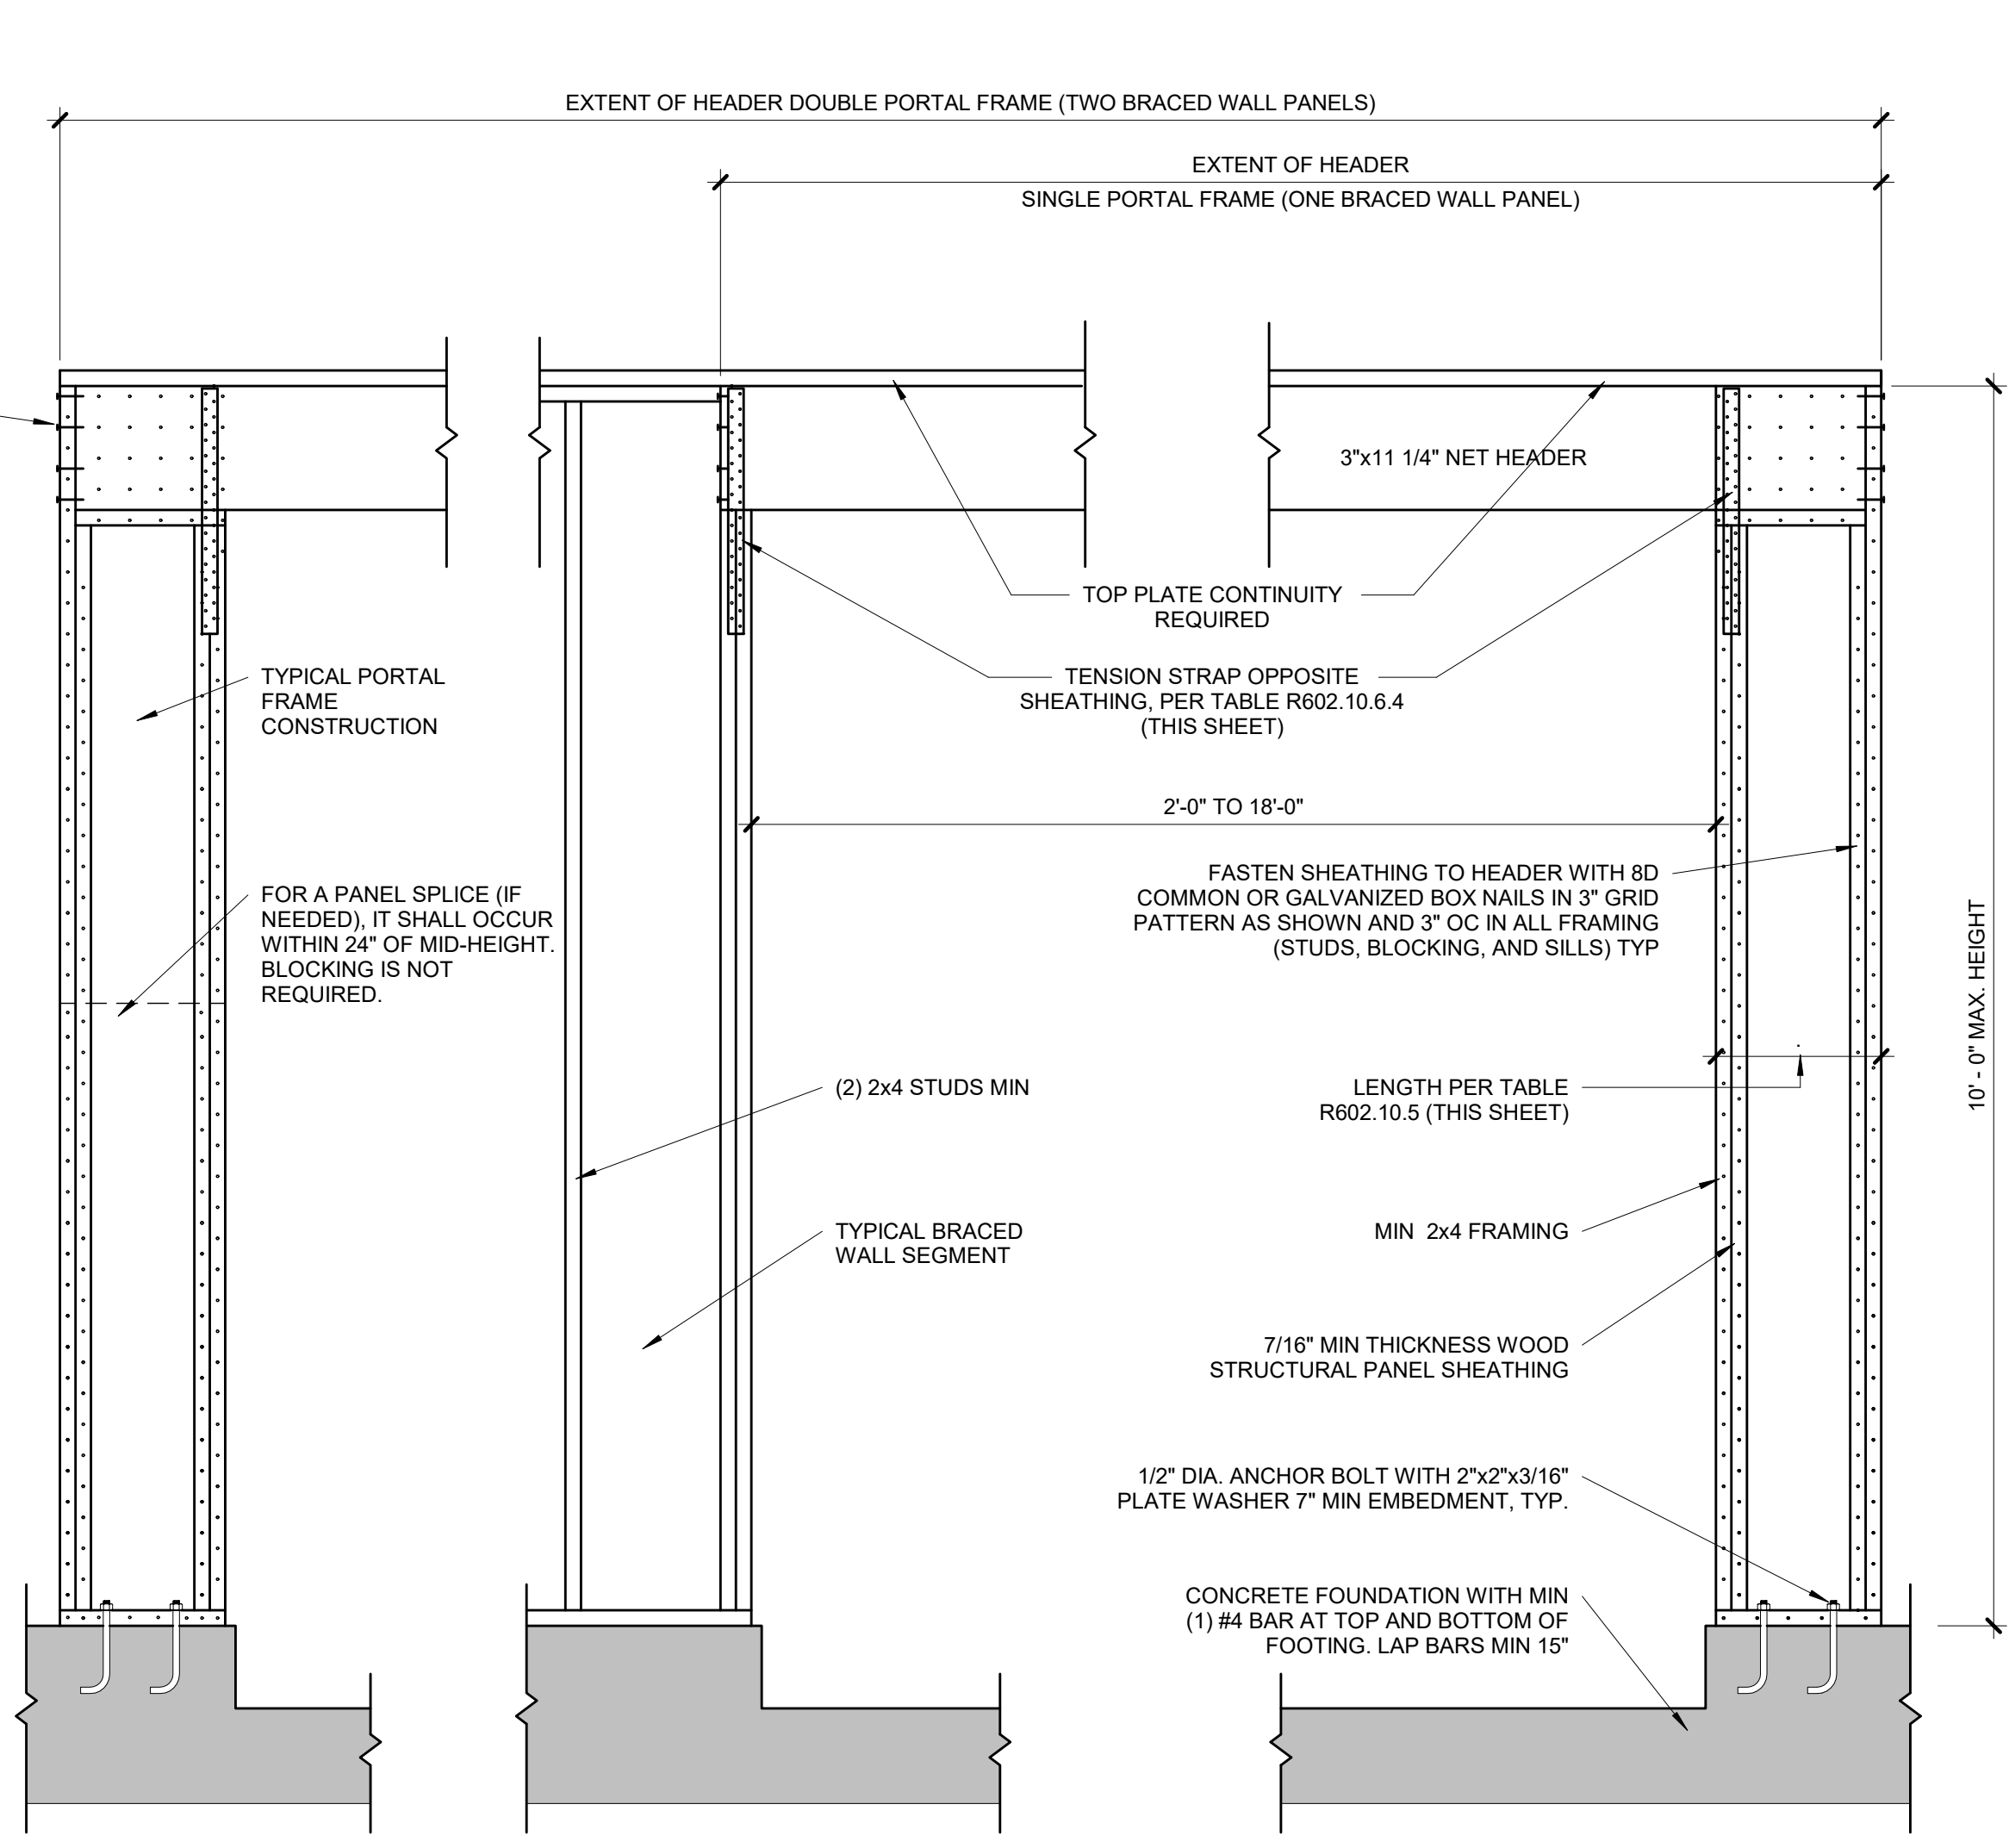 EXTENT OF HEADER DOUBLE PORTAL FRAME (TWO BRACED WALL PANELS)
EXTENT OF HEADER
SINGLE PORTAL FRAME (ONE BRACED WALL PANEL)
3"x11 1/4" NET HEADER
TOP PLATE CONTINUITY
REQUIRED
TYPICAL PORTAL
FRAME
CONSTRUCTION
TENSION STRAP OPPOSITE
SHEATHING, PER TABLE R602.10.6.4
(THIS SHEET)
2'-0" TO 18'-0"
FOR A PANEL SPLICE (IF
NEEDED), IT SHALL OCCUR
WITHIN 24" OF MID-HEIGHT.
BLOCKING IS NOT
REQUIRED.
FASTEN SHEATHING TO HEADER WITH 8D
COMMON OR GALVANIZED BOX NAILS IN 3" GRID
PATTERN AS SHOWN AND 3" OC IN ALL FRAMING
(STUDS, BLOCKING, AND SILLS) TYP
10' - 0" MAX. HEIGHT
(2) 2x4 STUDS MIN
LENGTH PER TABLE
R602.10.5 (THIS SHEET)
TYPICAL BRACED
WALL SEGMENT
MIN 2x4 FRAMING
7/16" MIN THICKNESS WOOD
STRUCTURAL PANEL SHEATHING
1/2" DIA. ANCHOR BOLT WITH 2"x2"x3/16"
PLATE WASHER 7" MIN EMBEDMENT, TYP.
CONCRETE FOUNDATION WITH MIN
(1) #4 BAR AT TOP AND BOTTOM OF
FOOTING. LAP BARS MIN 15"